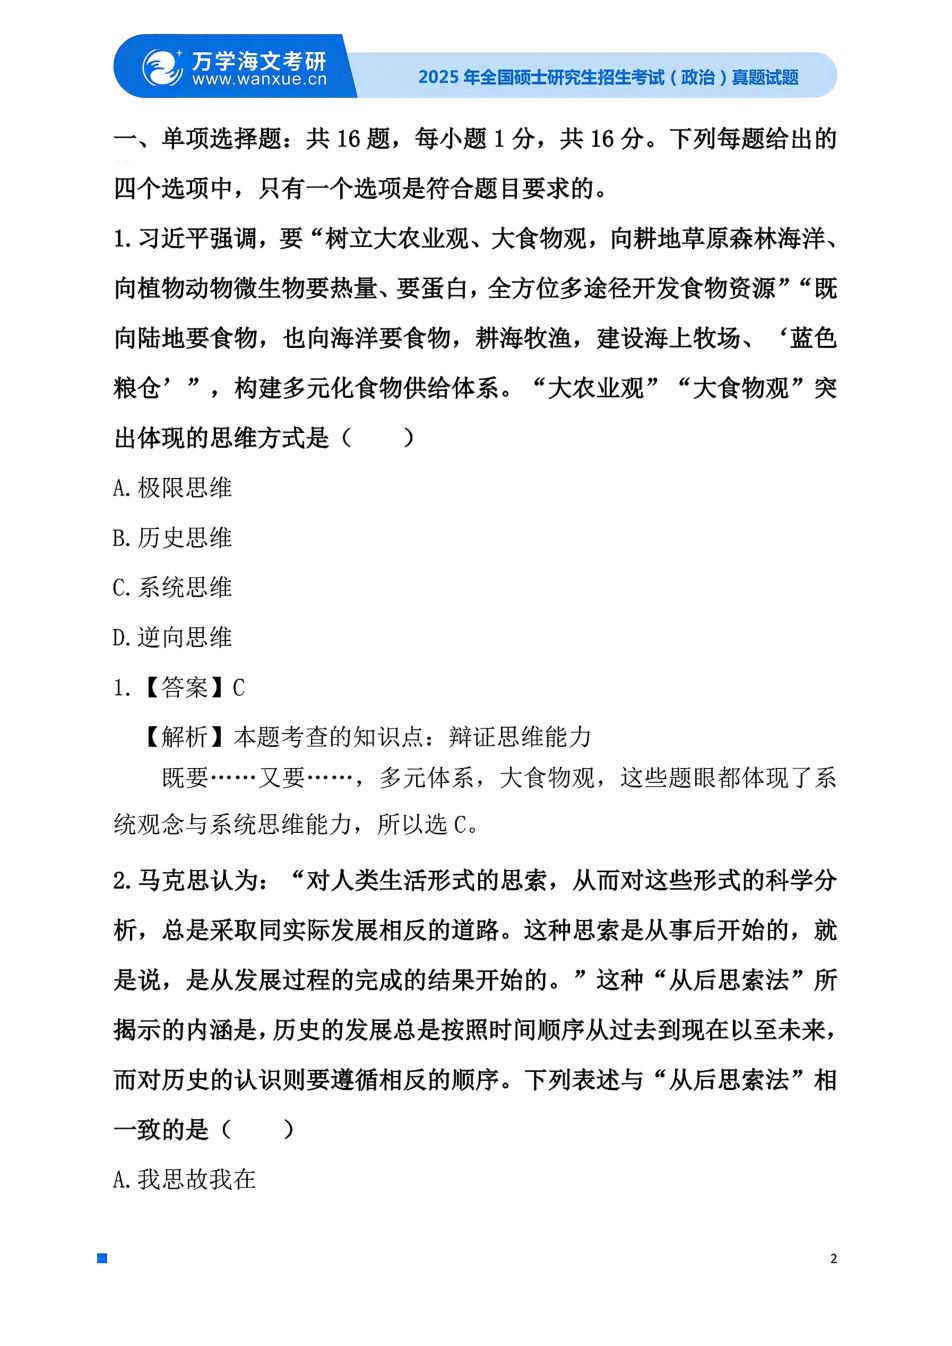 万学海文考研
www.wanxue.cn
2025年全国硕士研究生招生考试（政治）真题试题
一、单项选择题：共16题，每小题1分，共16分。下列每题给出的
四个选项中，只有一个选项是符合题目要求的。
1.习近平强调，要“树立大农业观、大食物观，向耕地草原森林海洋、
向植物动物微生物要热量、要蛋白，全方位多途径开发食物资源”“既
向陆地要食物，也向海洋要食物，耕海牧渔，建设海上牧场、‘蓝色
粮仓’”，构建多元化食物供给体系。“大农业观”“大食物观”突
出体现的思维方式是（　　）
A.极限思维
B.历史思维
C.系统思维
D.逆向思维
1.【答案】C
【解析】本题考查的知识点：辩证思维能力
既要……又要……，多元体系，大食物观，这些题眼都体现了系
统观念与系统思维能力，所以选C。
2.马克思认为：“对人类生活形式的思索，从而对这些形式的科学分
析，总是采取同实际发展相反的道路。这种思索是从事后开始的，就
是说，是从发展过程的完成的结果开始的。”这种“从后思索法”所
揭示的内涵是，历史的发展总是按照时间顺序从过去到现在以至未来，
而对历史的认识则要遵循相反的顺序。下列表述与“从后思索法”相
一致的是（　　）
A.我思故我在
2